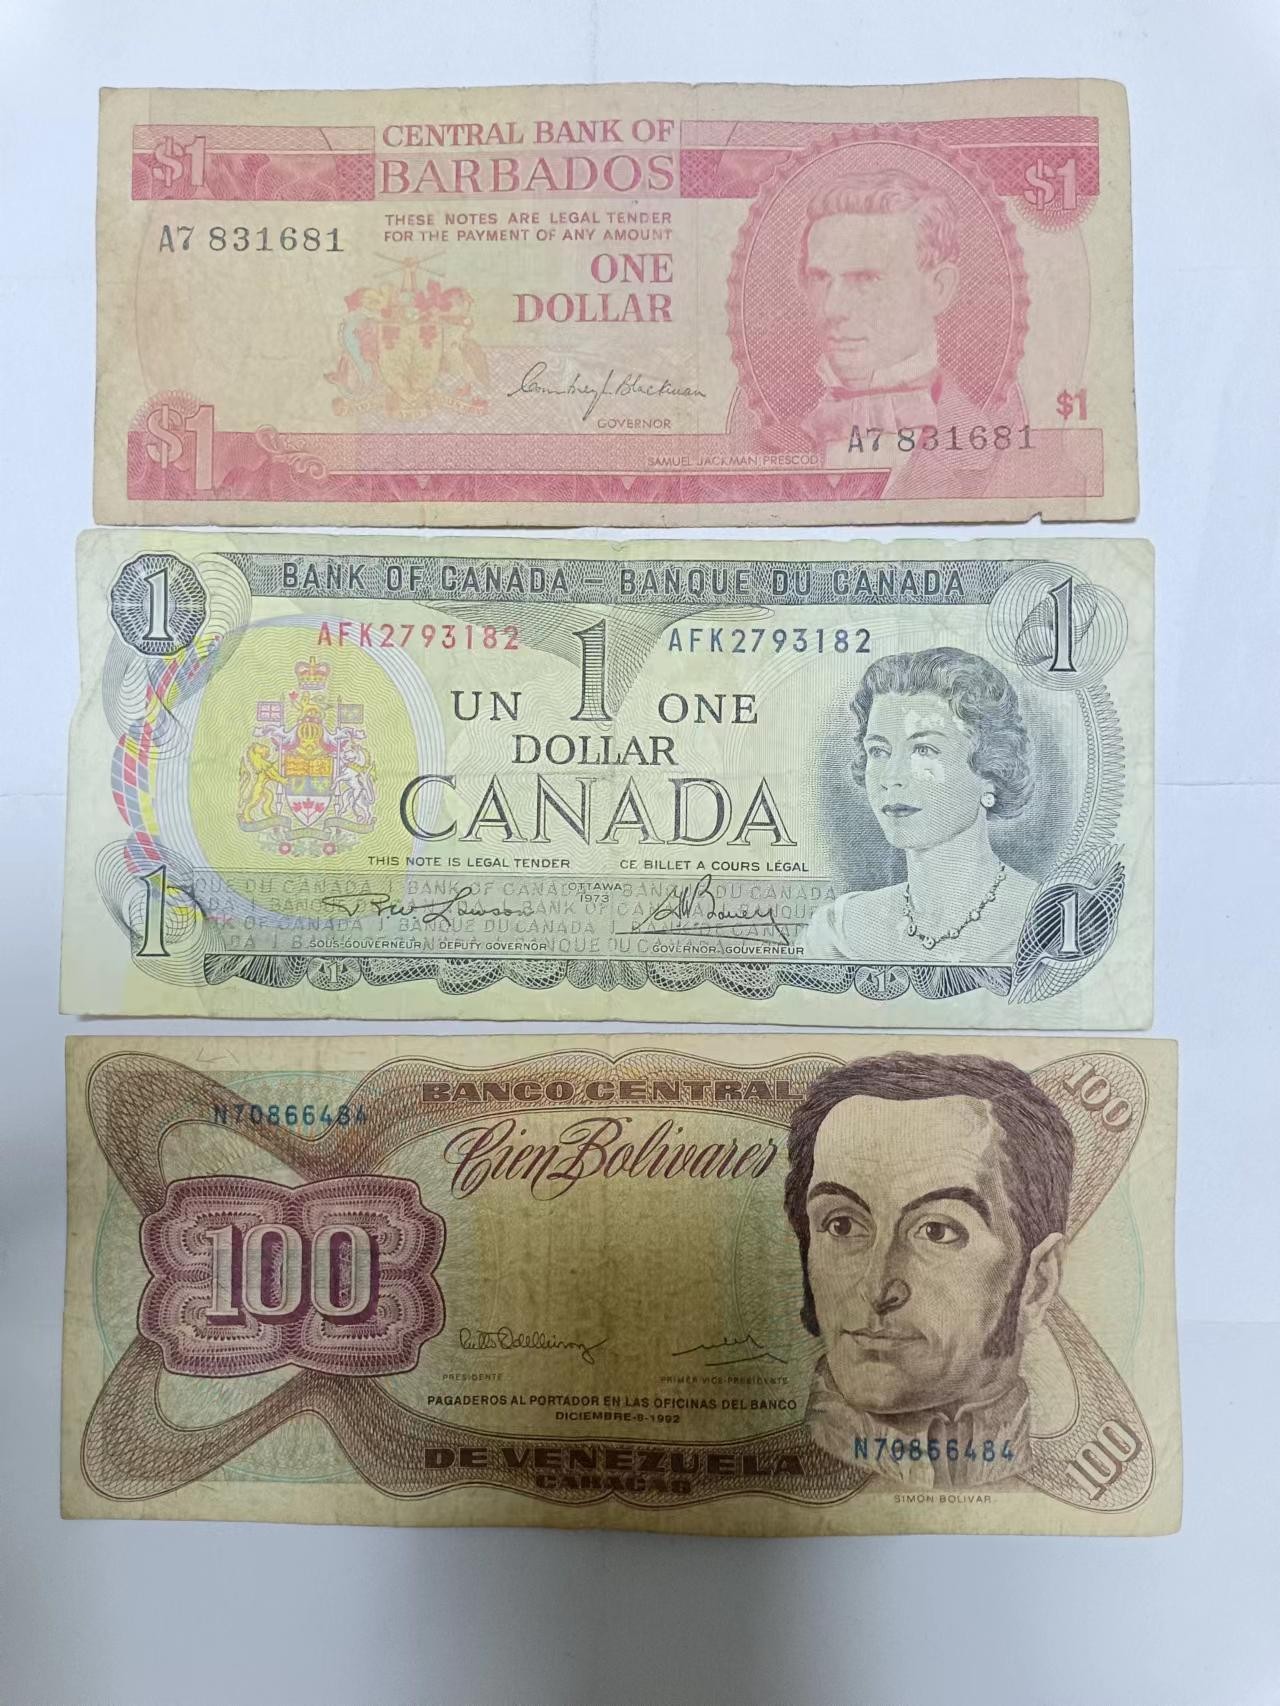 $1
CENTRAL BANK OF
BARBADOS
$1
A7 831681
THESE NOTES ARE LEGAL TENDER
FOR THE PAYMENT OF ANY AMOUNT
ONE
DOLLAR
GOVERNOR
$1
$1
SAMUEL JACKMAN PRESCOD
A7 831681
1
BANK OF CANADA – BANQUE DU CANADA
1
AFK2793182
1
AFK2793182
UN
ONE
DOLLAR
CANADA
THIS NOTE IS LEGAL TENDER
CE BILLET A COURS LÉGAL
OTTAWA
1973
1
SOUS-GOUVERNEUR / DEPUTY GOVERNOR
GOVERNOR-GOUVERNEUR
1
1
1
BANCO CENTRAL
100
N70866484
Cien Bolívares
100
PRESIDENTE
PRIMER VICE-PRESIDENTE
PAGADEROS AL PORTADOR EN LAS OFICINAS DEL BANCO
DICIEMBRE-8-1992
N70866484
100
DE VENEZUELA
CARACAS
SIMON BOLIVAR